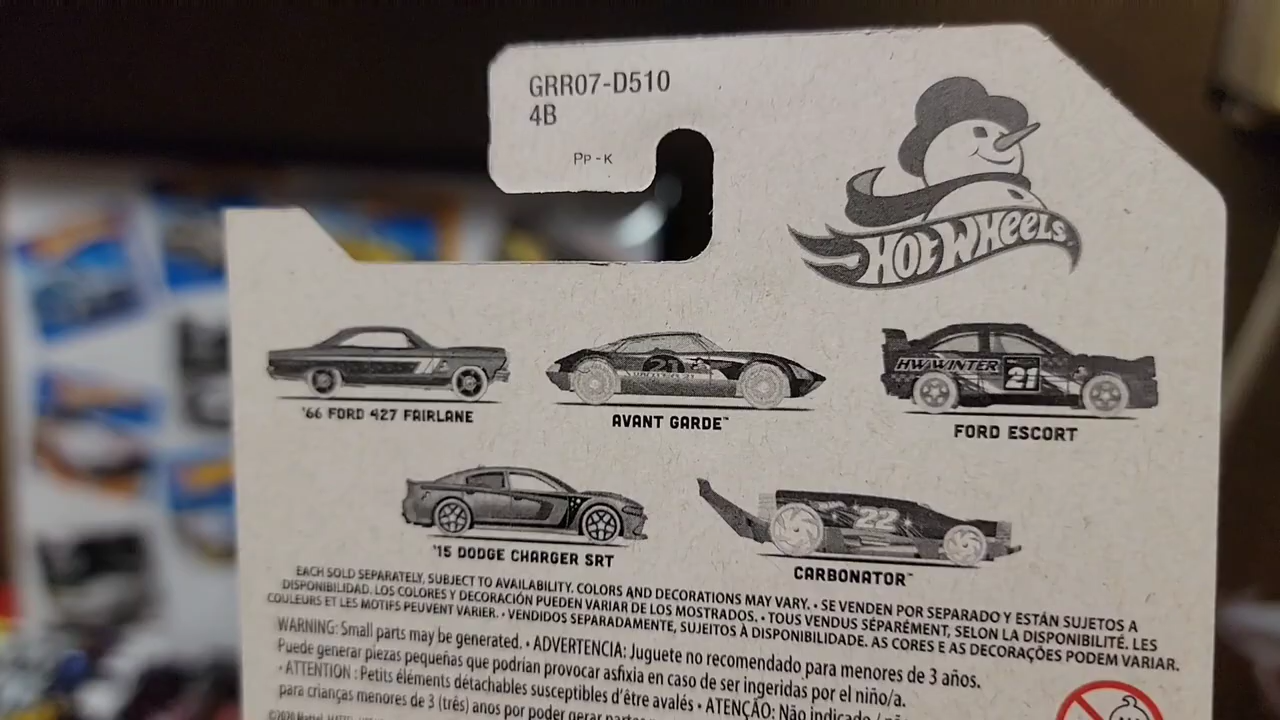 GRR07-D510
4B
Pp - K
HOT WHEELS
HW WINTER 21
21
22
'66 FORD 427 FAIRLANE
AVANT GARDE™
FORD ESCORT
'15 DODGE CHARGER SRT
CARBONATOR™
EACH SOLD SEPARATELY, SUBJECT TO AVAILABILITY. COLORS AND DECORATIONS MAY VARY. • SE VENDEN POR SEPARADO Y ESTÁN SUJETOS A
DISPONIBILIDAD. LOS COLORES Y DECORACIÓN PUEDEN VARIAR DE LOS MOSTRADOS. • TOUS VENDUS SÉPARÉMENT, SELON LA DISPONIBILITÉ. LES
COULEURS ET LES MOTIFS PEUVENT VARIER. • VENDIDOS SEPARADAMENTE, SUJEITOS À DISPONIBILIDADE. AS CORES E AS DECORAÇÕES PODEM VARIAR.
WARNING: Small parts may be generated. • ADVERTENCIA: Juguete no recomendado para menores de 3 años.
Puede generar piezas pequeñas que podrían provocar asfixia en caso de ser ingeridas por el niño/a.
• ATTENTION : Petits éléments détachables susceptibles d'être avalés • ATENÇÃO: Não indicado
para crianças menores de 3 (três) anos por poder gerar
©2020 Mattel.